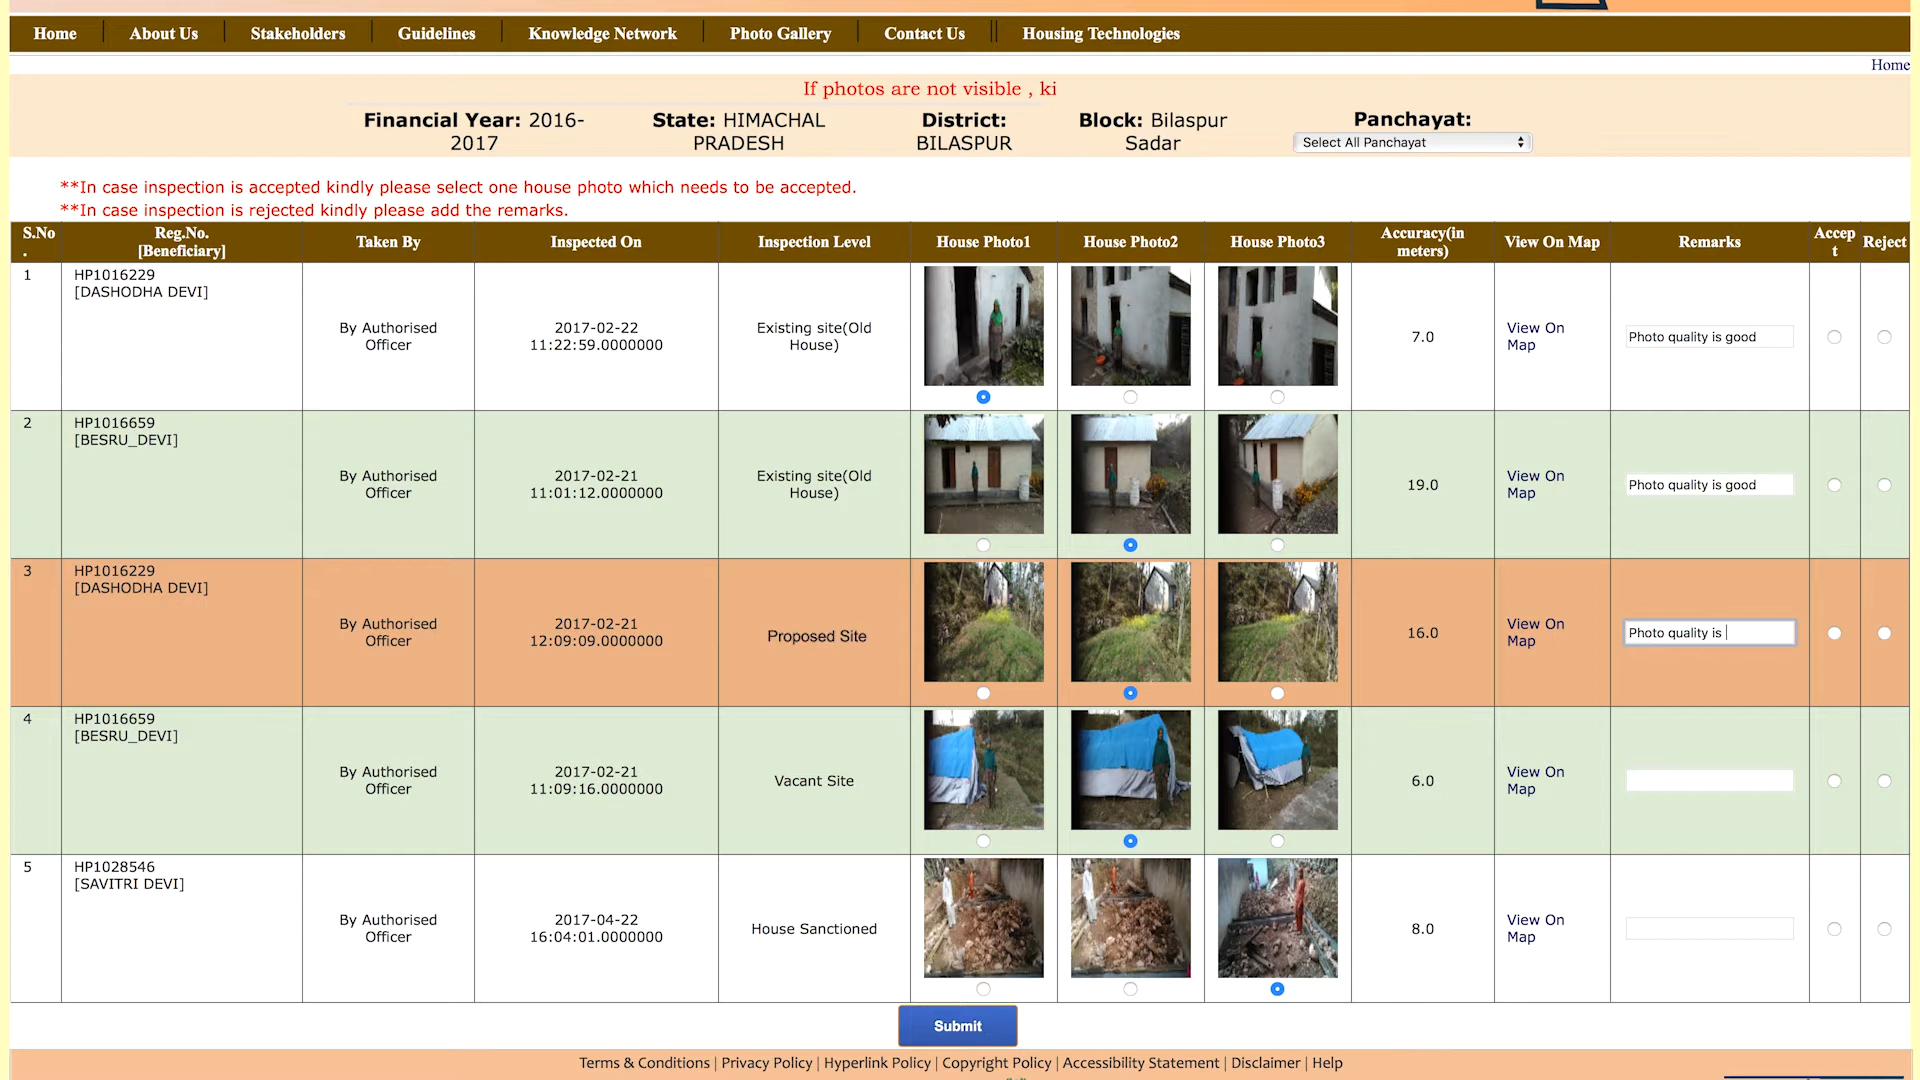 Home About Us Stakeholders Guidelines Knowledge Network Photo Gallery Contact Us Housing Technologies
Home
If photos are not visible , ki
Financial Year: 2016-2017 State: HIMACHAL PRADESH District: BILASPUR Block: Bilaspur Sadar Panchayat: Select All Panchayat
**In case inspection is accepted kindly please select one house photo which needs to be accepted.
**In case inspection is rejected kindly please add the remarks.
S.No. Reg.No. [Beneficiary] Taken By Inspected On Inspection Level House Photo1 House Photo2 House Photo3 Accuracy(in meters) View On Map Remarks Accept Reject
1 HP1016229 [DASHODHA DEVI] By Authorised Officer 2017-02-22 11:22:59.0000000 Existing site(Old House) 7.0 View On Map Photo quality is good
2 HP1016659 [BESRU_DEVI] By Authorised Officer 2017-02-21 11:01:12.0000000 Existing site(Old House) 19.0 View On Map Photo quality is good
3 HP1016229 [DASHODHA DEVI] By Authorised Officer 2017-02-21 12:09:09.0000000 Proposed Site 16.0 View On Map Photo quality is
4 HP1016659 [BESRU_DEVI] By Authorised Officer 2017-02-21 11:09:16.0000000 Vacant Site 6.0 View On Map
5 HP1028546 [SAVITRI DEVI] By Authorised Officer 2017-04-22 16:04:01.0000000 House Sanctioned 8.0 View On Map
Submit
Terms & Conditions | Privacy Policy | Hyperlink Policy | Copyright Policy | Accessibility Statement | Disclaimer | Help